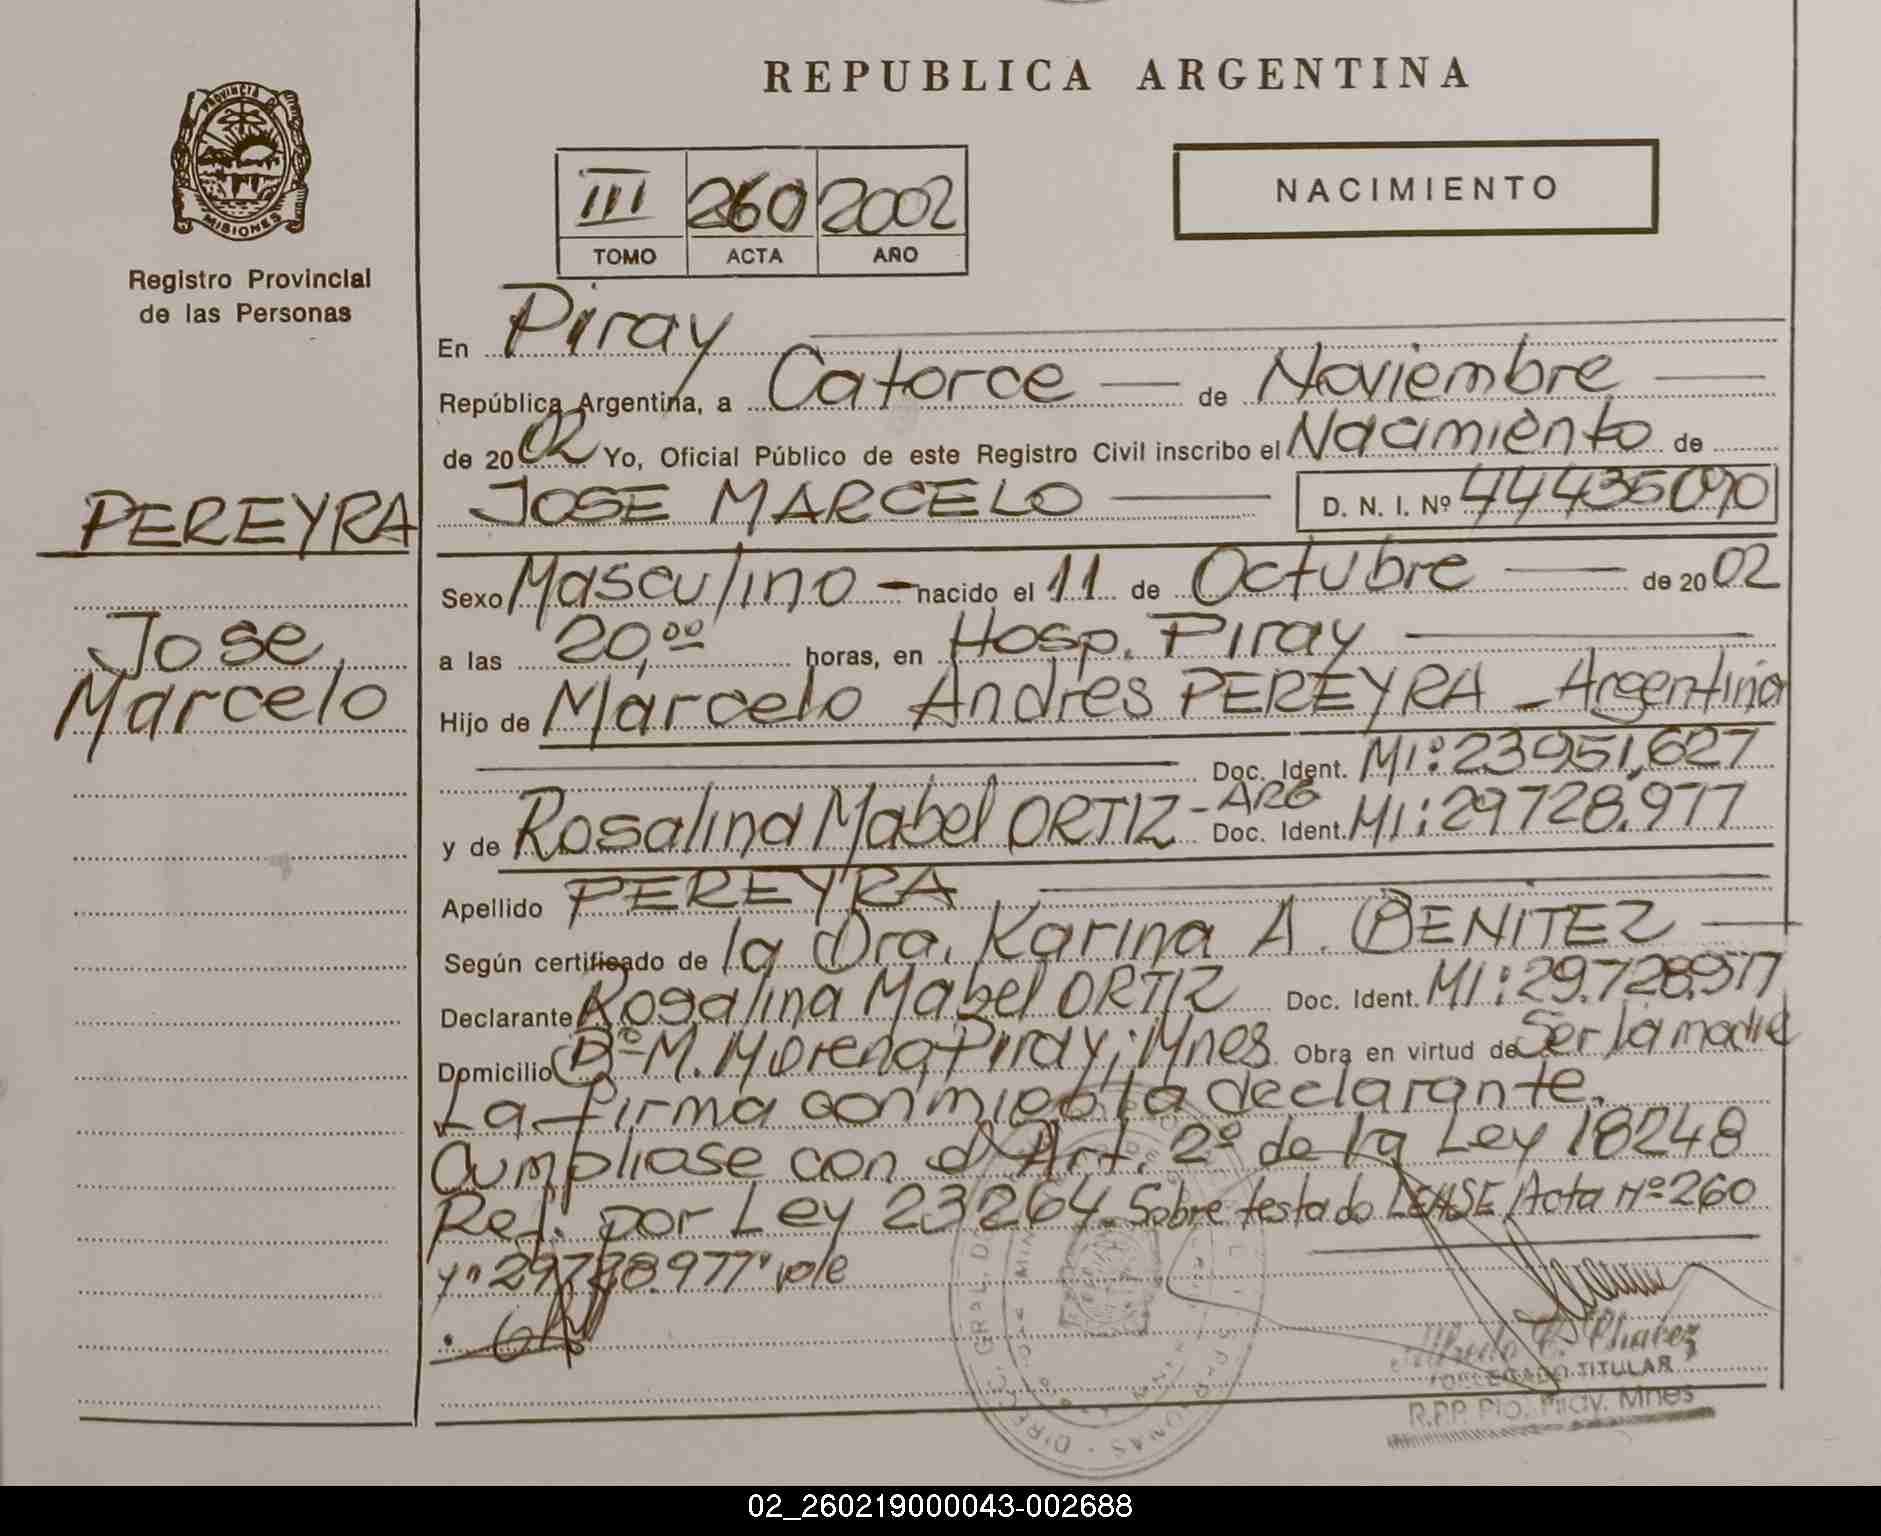 REPUBLICA ARGENTINA
PROVINCIA DE
MISIONES
Registro Provincial
de las Personas
III 260 2002
TOMO ACTA AÑO
NACIMIENTO
En Piray
República Argentina, a Catorce de Noviembre
de 2002 Yo, Oficial Público de este Registro Civil inscribo el Nacimiento de
PEREYRA
JOSE MARCELO D. N. I. Nº 44435090
Sexo Masculino nacido el 11 de Octubre de 2002
Jose
a las 20,00 horas, en Hosp. Piray
Marcelo
Hijo de Marcelo Andres PEREYRA - Argentino
Doc. Ident. MI: 23951,627
y de Rosalina Mabel ORTIZ - ARG Doc. Ident. MI: 29728.977
Apellido PEREYRA
Según certificado de la Dra. Karina A. BENITEZ
Declarante Rosalina Mabel ORTIZ Doc. Ident. MI: 29.728.977
Domicilio Bº M. Moreno, Piray, Mnes Obra en virtud de Ser la madre
La firma conmigo la declarante.
Cumpliose con el Art. 2º de la Ley 18248
Ref. por Ley 23264. Sobre testado LEASE Acta Nº 260
y " 29728.977" vale
TITULAR
R.P.P. Pto. Piray. Mnes
02_260219000043-002688